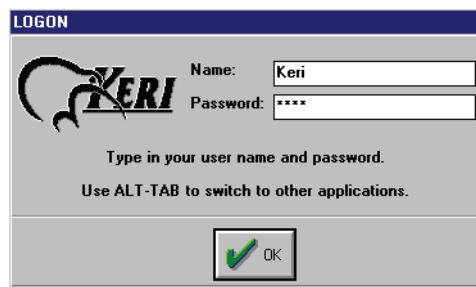 LOGON
KERI
Name: Keri
Password: ****
Type in your user name and password.
Use ALT-TAB to switch to other applications.
OK